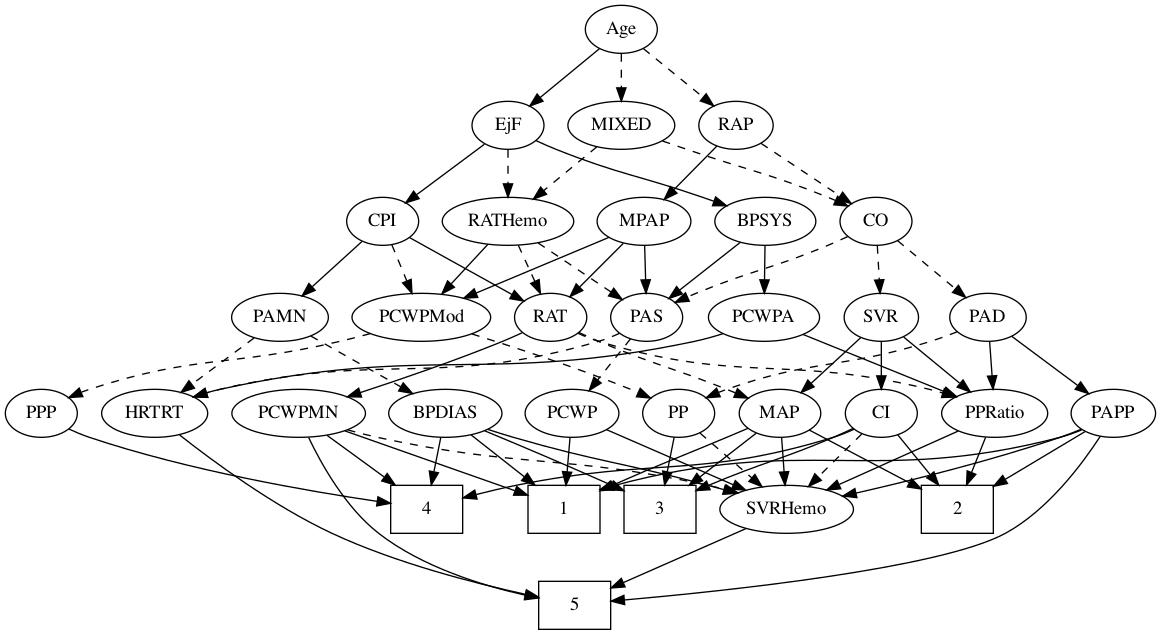 Age
EjF MIXED RAP
CPI RATHemo MPAP BPSYS CO
PAMN PCWPMod RAT PAS PCWPA SVR PAD
PPP HRTRT PCWPMN BPDIAS PCWP PP MAP CI PPRatio PAPP
4 1 3 SVRHemo 2
5